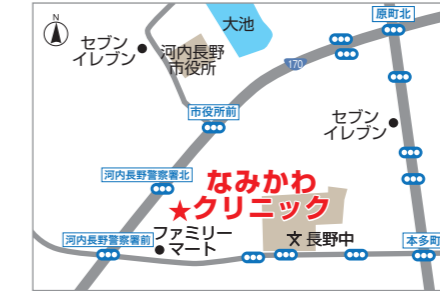 N
大池
原町北
セブン
イレブン
河内長野
市役所
170
市役所前
セブン
イレブン
河内長野警察署北
なみかわ
★クリニック
河内長野警察署前
ファミリー
マート
文長野中
本多町